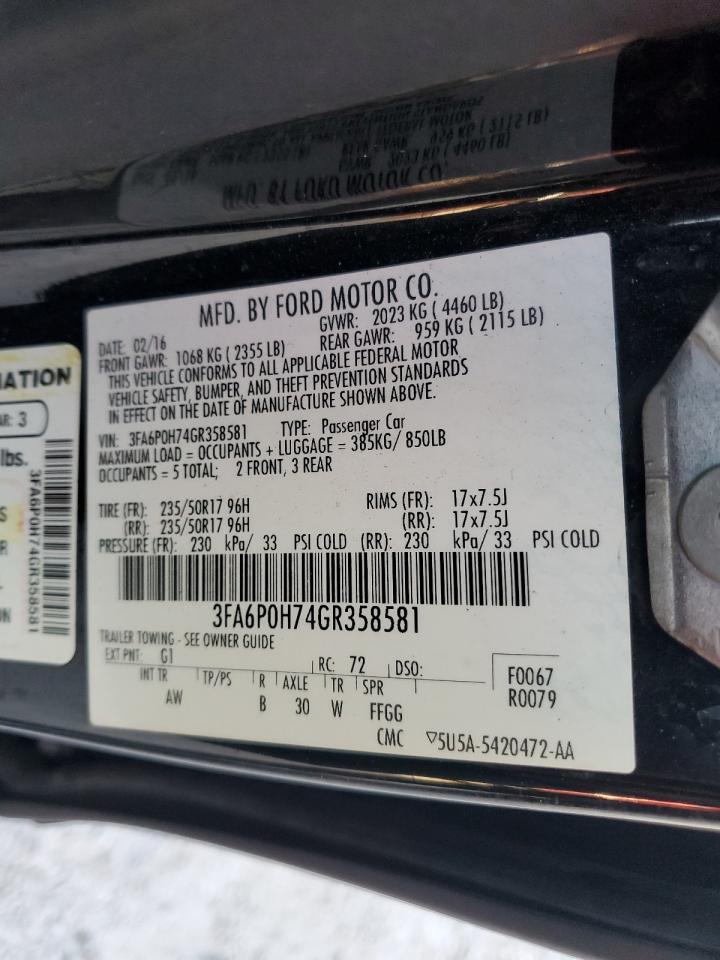 MFD. BY FORD MOTOR CO.
DATE: 02/16 GVWR: 2023 KG ( 4460 LB)
FRONT GAWR: 1068 KG ( 2355 LB) REAR GAWR: 959 KG ( 2115 LB)
THIS VEHICLE CONFORMS TO ALL APPLICABLE FEDERAL MOTOR
VEHICLE SAFETY, BUMPER, AND THEFT PREVENTION STANDARDS
IN EFFECT ON THE DATE OF MANUFACTURE SHOWN ABOVE.
VIN: 3FA6P0H74GR358581 TYPE: Passenger Car
MAXIMUM LOAD = OCCUPANTS + LUGGAGE = 385KG/ 850LB
OCCUPANTS = 5 TOTAL; 2 FRONT, 3 REAR
TIRE (FR): 235/50R17 96H RIMS (FR): 17x7.5J
(RR): 235/50R17 96H (RR): 17x7.5J
PRESSURE (FR): 230 kPa/ 33 PSI COLD (RR): 230 kPa/ 33 PSI COLD
3FA6P0H74GR358581
TRAILER TOWING - SEE OWNER GUIDE
EXT PNT: G1 RC: 72 DSO: F0067
INT TR TP/PS R AXLE TR SPR R0079
AW B 30 W FFGG
CMC ▽5U5A-5420472-AA
MATION
AR: 3
lbs.
3FA6P0H74GR358581